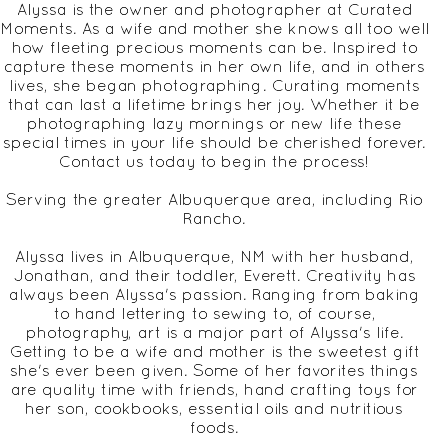 Alyssa is the owner and photographer at Curated
Moments. As a wife and mother she knows all too well
how fleeting precious moments can be. Inspired to
capture these moments in her own life, and in others
lives, she began photographing. Curating moments
that can last a lifetime brings her joy. Whether it be
photographing lazy mornings or new life these
special times in your life should be cherished forever.
Contact us today to begin the process!
Serving the greater Albuquerque area, including Rio
Rancho.
Alyssa lives in Albuquerque, NM with her husband,
Jonathan, and their toddler, Everett. Creativity has
always been Alyssa's passion. Ranging from baking
to hand lettering to sewing to, of course,
photography, art is a major part of Alyssa's life.
Getting to be a wife and mother is the sweetest gift
she's ever been given. Some of her favorites things
are quality time with friends, hand crafting toys for
her son, cookbooks, essential oils and nutritious
foods.